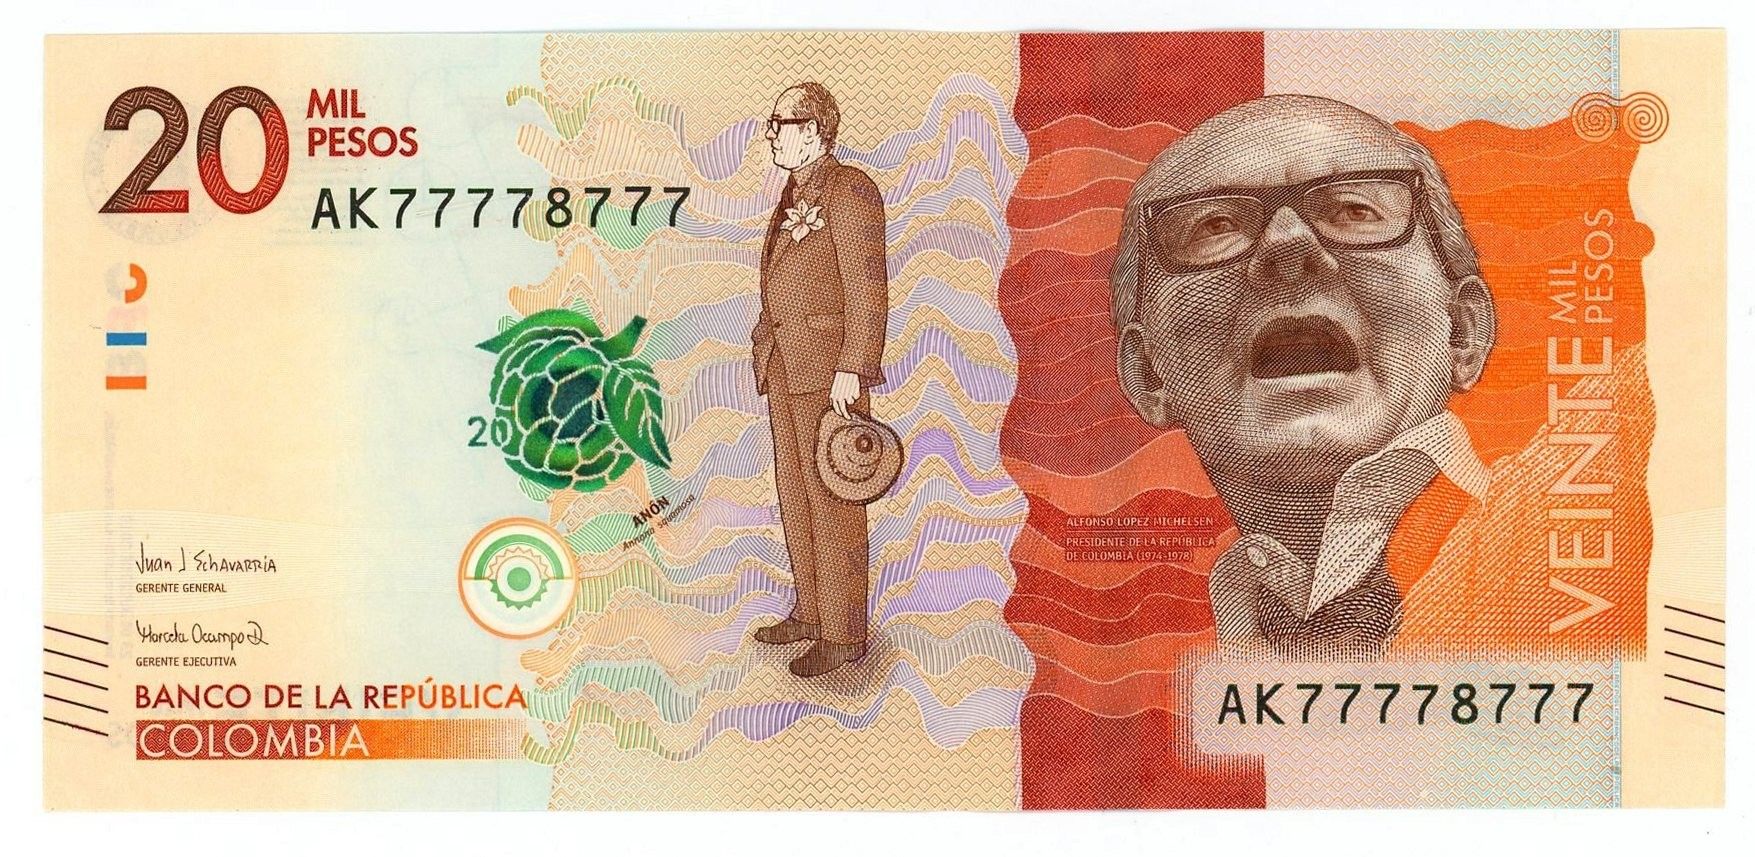 20 MIL
PESOS
AK77778777
20
ANÓN
Annona squamosa
Juan J Echavarría
GERENTE GENERAL
Marcela Ocampo D
GERENTE EJECUTIVA
BANCO DE LA REPÚBLICA
COLOMBIA
ALFONSO LÓPEZ MICHELSEN
PRESIDENTE DE LA REPÚBLICA
DE COLOMBIA (1974-1978)
VEINTE MIL
PESOS
AK77778777